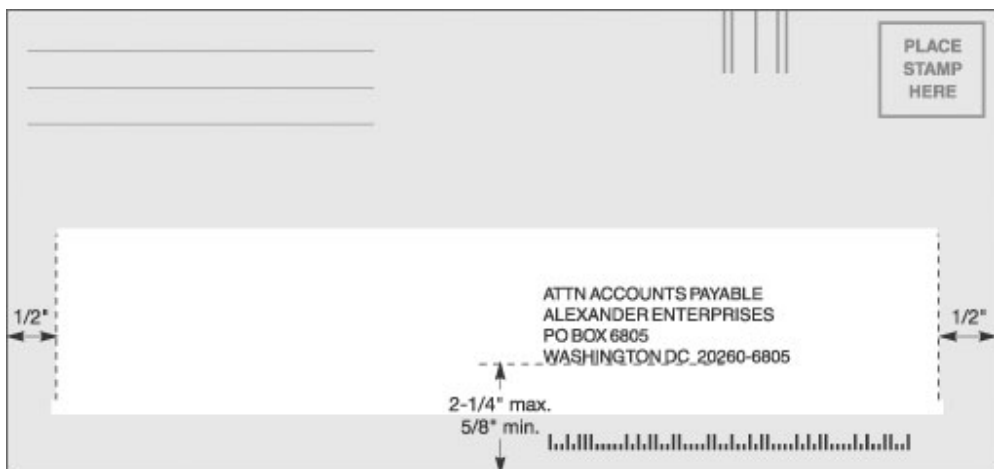 PLACE
STAMP
HERE
ATTN ACCOUNTS PAYABLE
ALEXANDER ENTERPRISES
PO BOX 6805
WASHINGTON DC 20260-6805
1/2"
1/2"
2-1/4" max.
5/8" min.